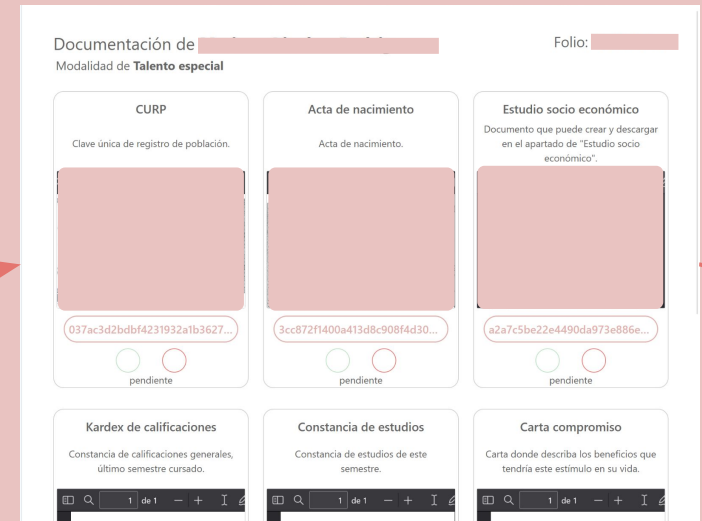 Documentación de
Folio:
Modalidad de Talento especial
CURP
Clave única de registro de población.
037ac3d2bdbf4231932a1b3627...
pendiente
Acta de nacimiento
Acta de nacimiento.
3cc872f1400a413d8c908f4d30...
pendiente
Estudio socio económico
Documento que puede crear y descargar
en el apartado de "Estudio socio
económico".
a2a7c5be22e4490da973e886e...
pendiente
Kardex de calificaciones
Constancia de calificaciones generales,
último semestre cursado.
1 de 1
Constancia de estudios
Constancia de estudios de este
semestre.
1 de 1
Carta compromiso
Carta donde describa los beneficios que
tendría este estímulo en su vida.
1 de 1